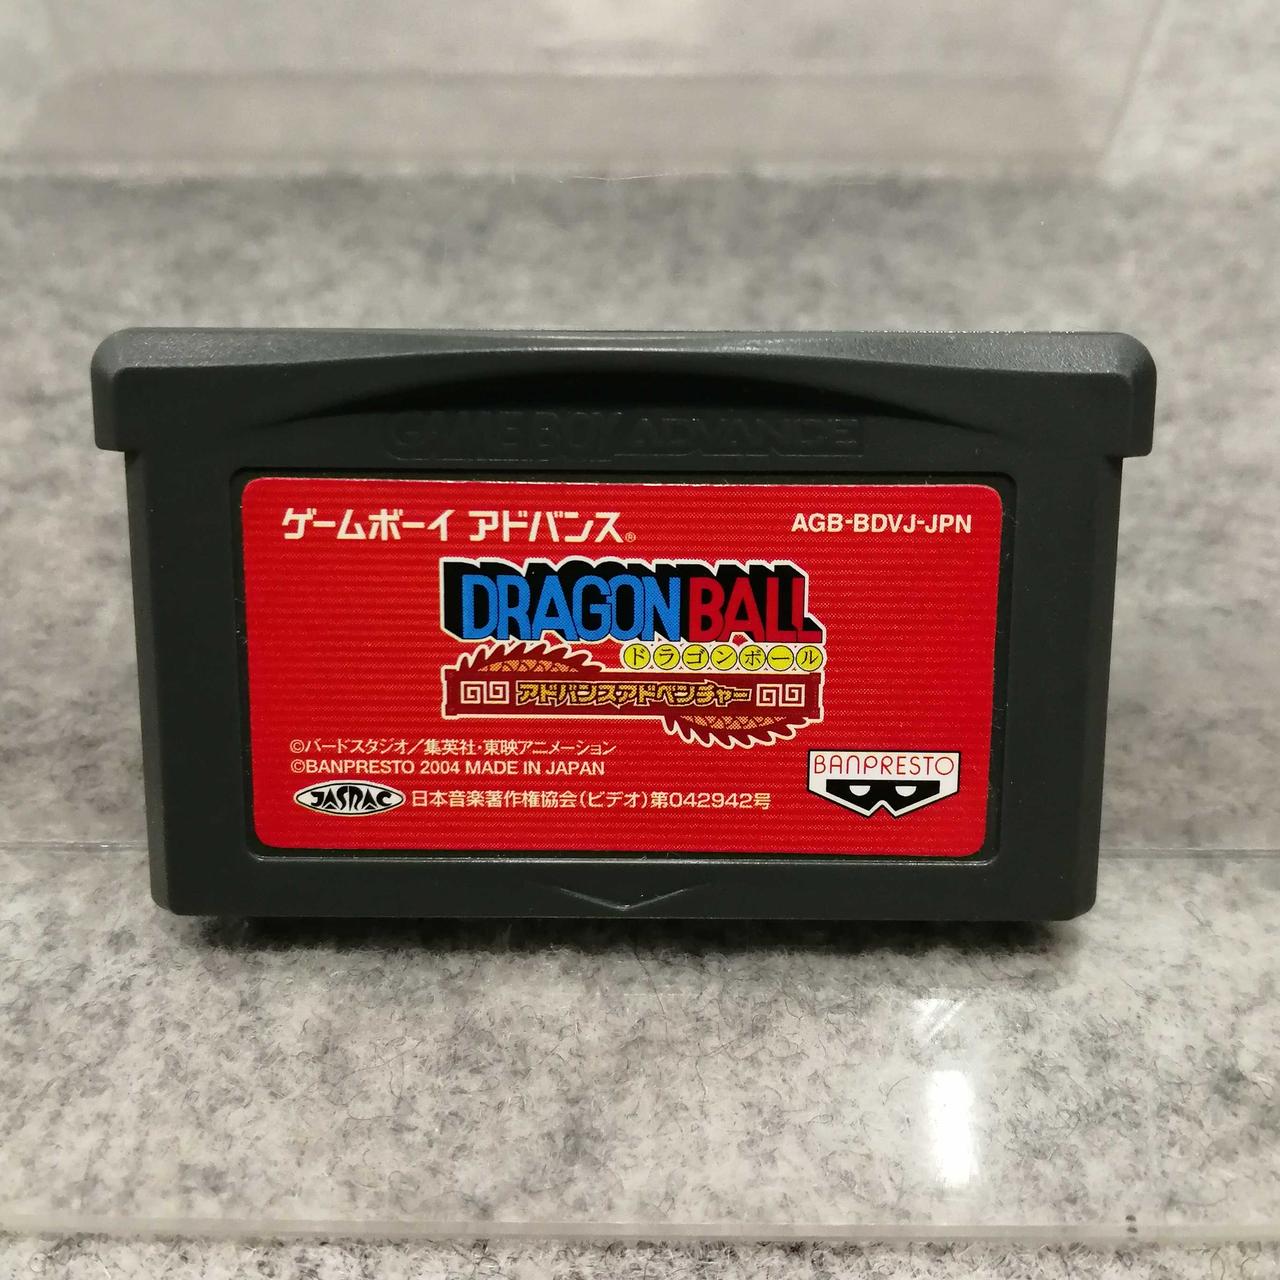 GAME BOY ADVANCE
ゲームボーイ アドバンス®
AGB-BDVJ-JPN
DRAGON BALL
ドラゴンボール
アドバンスアドベンチャー
©バードスタジオ／集英社・東映アニメーション
©BANPRESTO 2004 MADE IN JAPAN
JASRAC 日本音楽著作権協会(ビデオ)第042942号
BANPRESTO